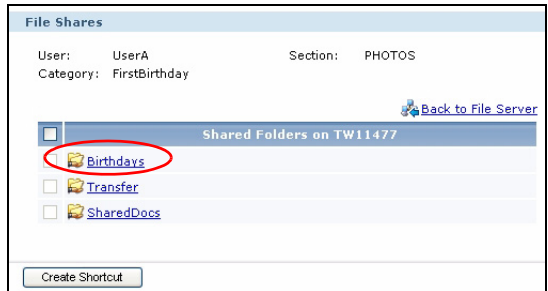 File Shares
User: UserA Section: PHOTOS
Category: FirstBirthday
Back to File Server
Shared Folders on TW11477
Birthdays
Transfer
SharedDocs
Create Shortcut